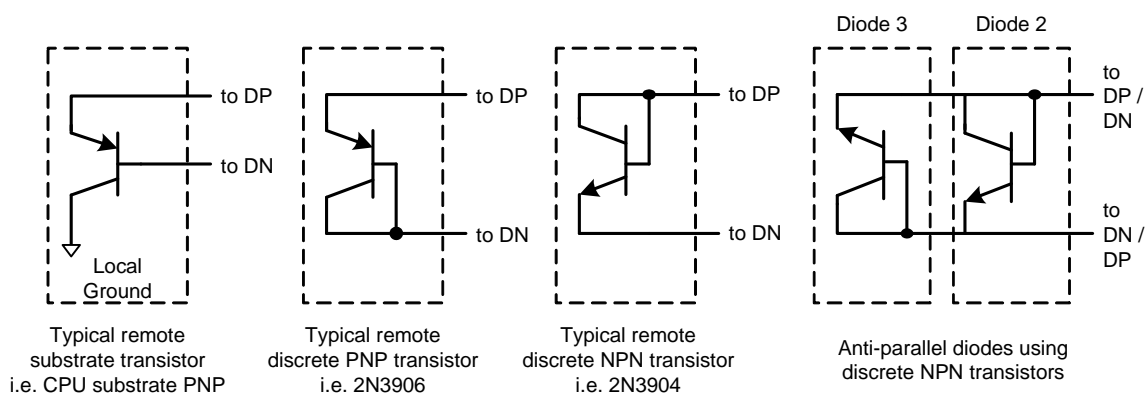 Diode 3
Diode 2
to DP
to DN
Local
Ground
Typical remote
substrate transistor
i.e. CPU substrate PNP
to DP
to DN
Typical remote
discrete PNP transistor
i.e. 2N3906
to DP
to DN
Typical remote
discrete NPN transistor
i.e. 2N3904
to
DP /
DN
to
DN /
DP
Anti-parallel diodes using
discrete NPN transistors